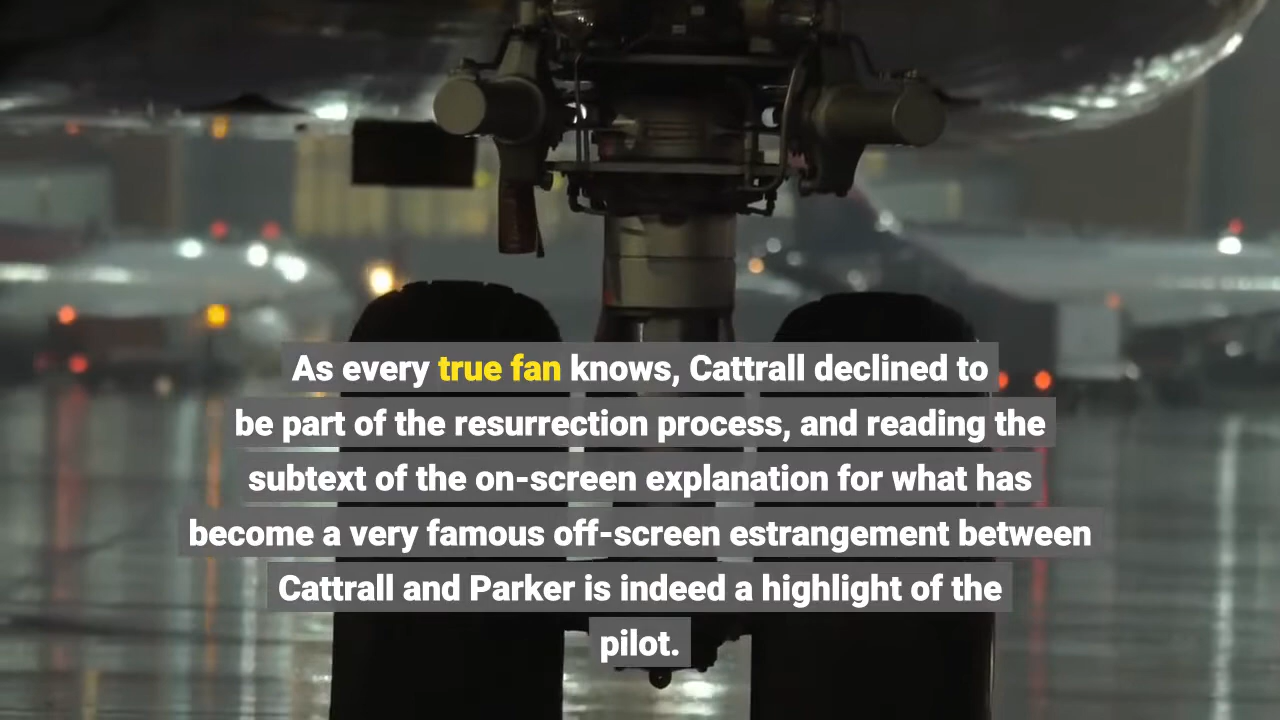 As every true fan knows, Cattrall declined to
be part of the resurrection process, and reading the
subtext of the on-screen explanation for what has
become a very famous off-screen estrangement between
Cattrall and Parker is indeed a highlight of the
pilot.